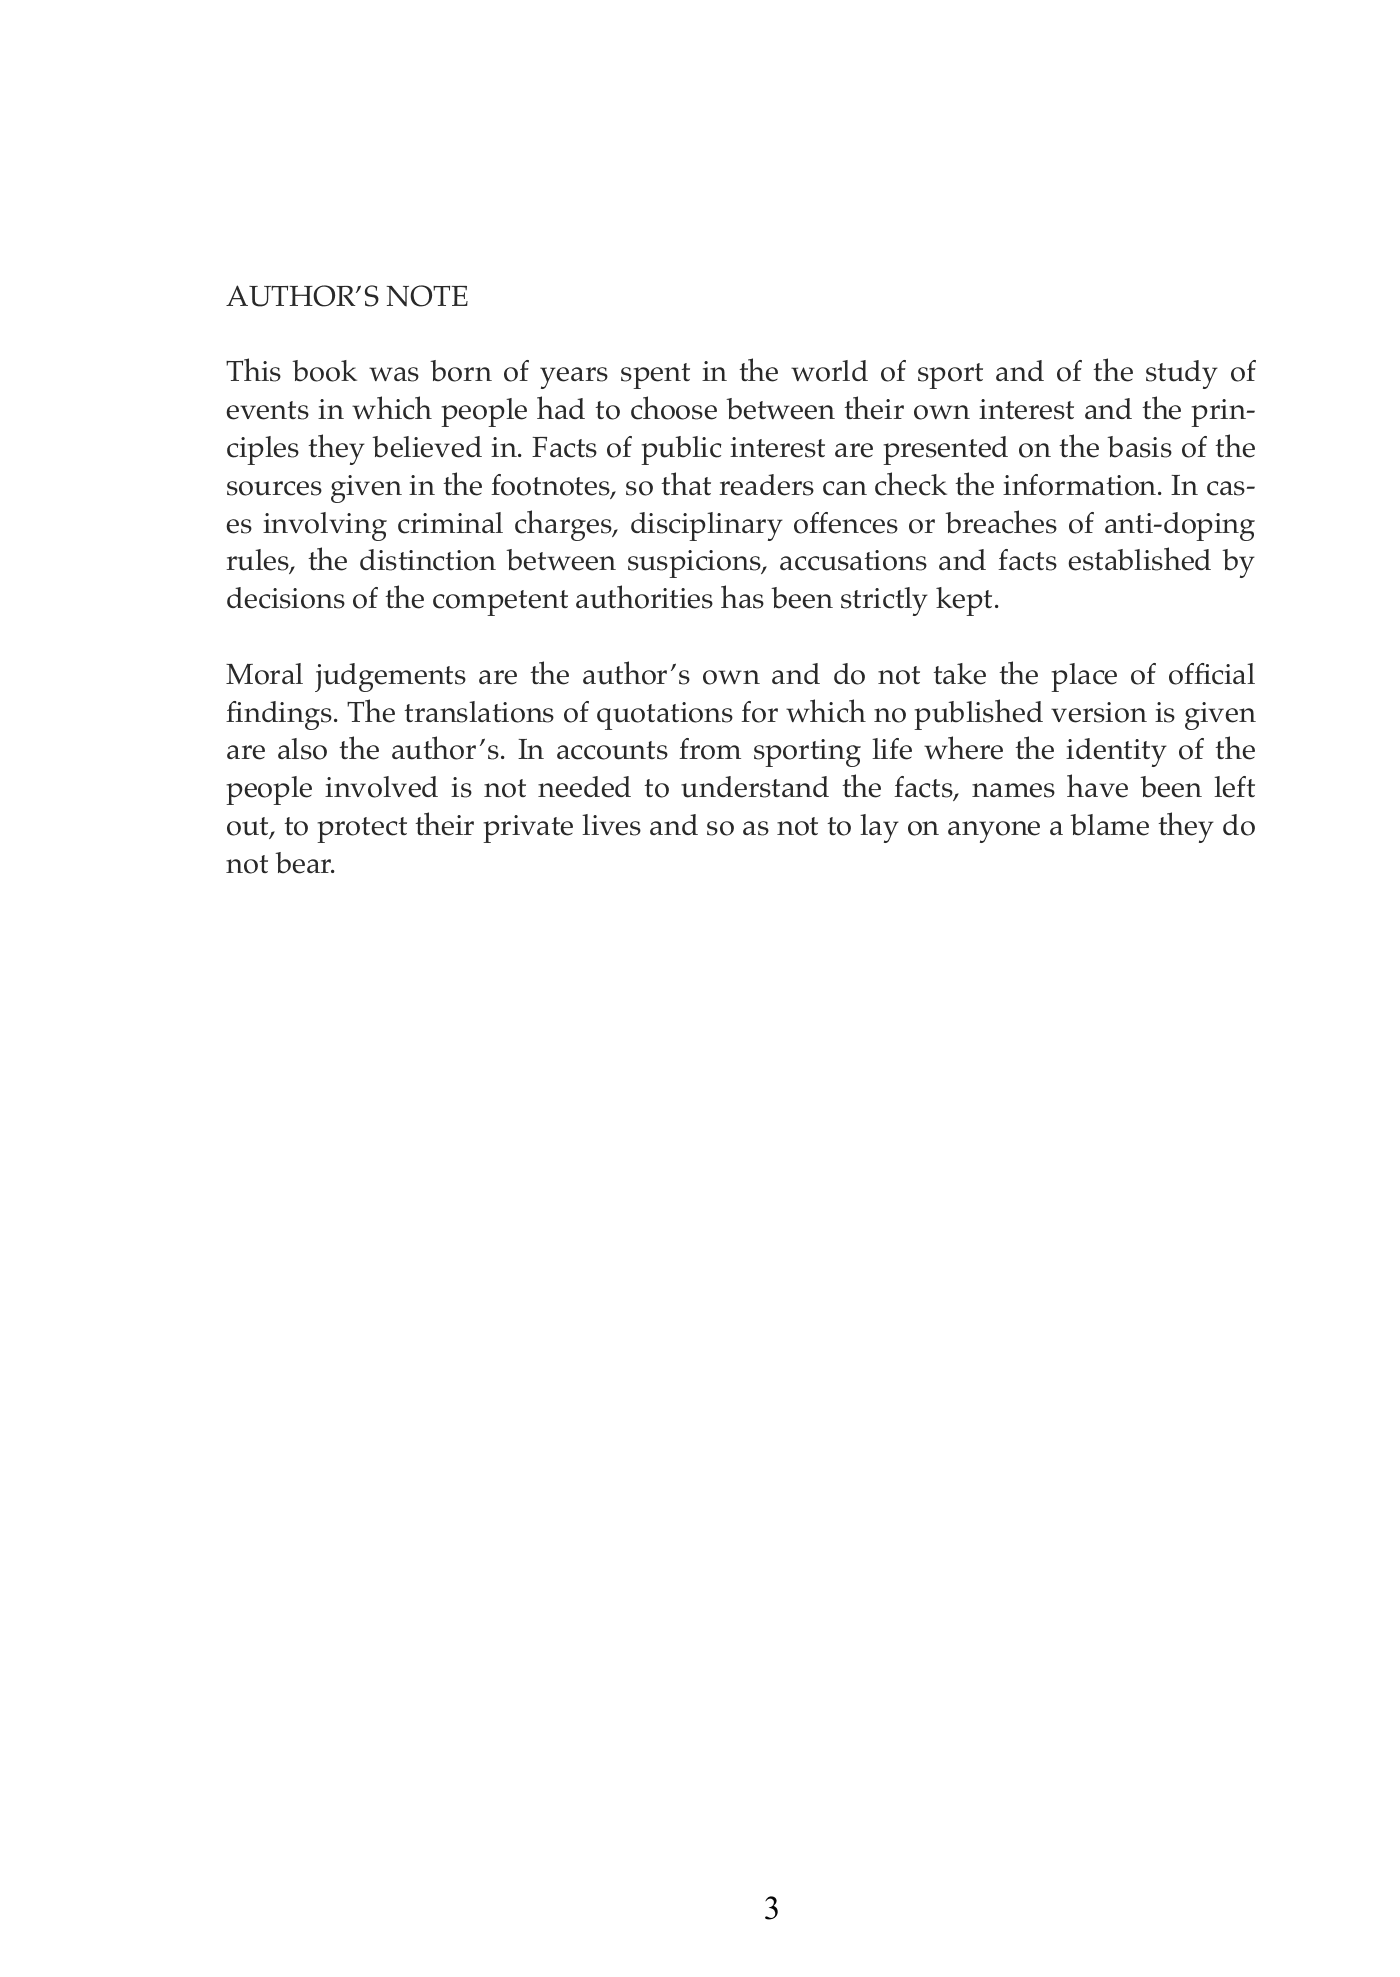 AUTHOR’S NOTE
This book was born of years spent in the world of sport and of the study of
events in which people had to choose between their own interest and the prin-
ciples they believed in. Facts of public interest are presented on the basis of the
sources given in the footnotes, so that readers can check the information. In cas-
es involving criminal charges, disciplinary offences or breaches of anti-doping
rules, the distinction between suspicions, accusations and facts established by
decisions of the competent authorities has been strictly kept.
Moral judgements are the author’s own and do not take the place of official
findings. The translations of quotations for which no published version is given
are also the author’s. In accounts from sporting life where the identity of the
people involved is not needed to understand the facts, names have been left
out, to protect their private lives and so as not to lay on anyone a blame they do
not bear.
3